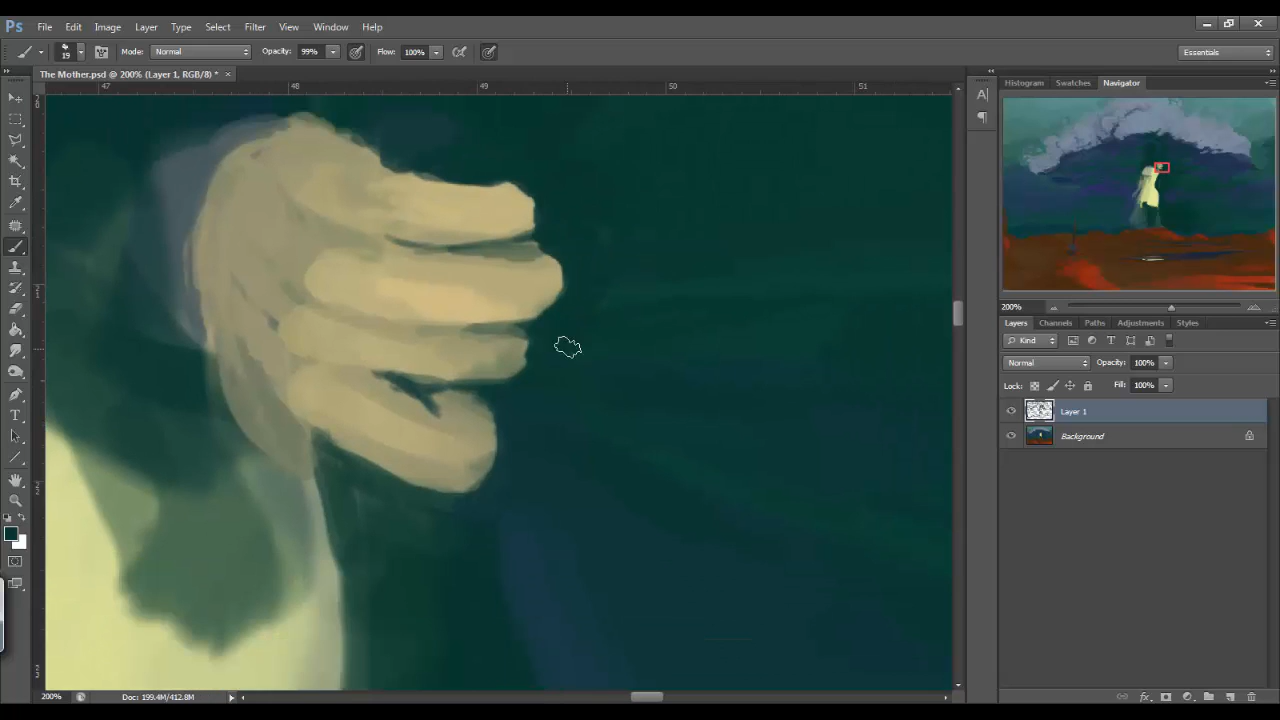 Ps File Edit Image Layer Type Select Filter View Window Help
19 Mode: Normal Opacity: 99% Flow: 100% Essentials
The Mother.psd @ 200% (Layer 1, RGB/8) * ×
47 48 49 50 51
Histogram Swatches Navigator
200%
Layers Channels Paths Adjustments Styles
Kind
Normal Opacity: 100%
Lock: Fill: 100%
Layer 1
Background
200% Doc: 199.4M/412.8M